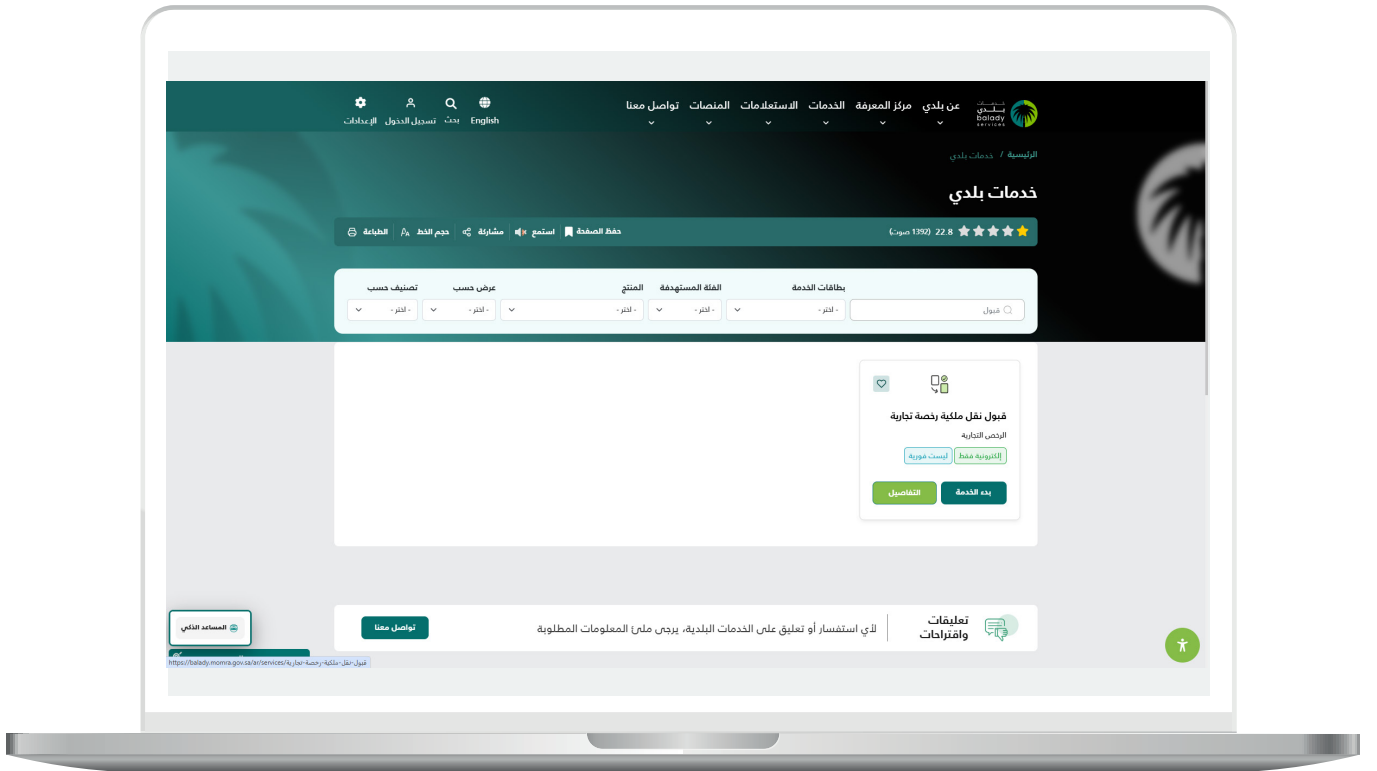 خدمات
بلدي
balady
services
عن بلدي
مركز المعرفة
الخدمات
الاستعلامات
المنصات
تواصل معنا
English
بحث
تسجيل الدخول
الإعدادات
الرئيسية / خدمات بلدي
خدمات بلدي
22.8 (1392 صوت)
حفظ الصفحة
استمع
مشاركة
حجم الخط
الطباعة
بطاقات الخدمة
الفئة المستهدفة
المنتج
عرض حسب
تصنيف حسب
قبول
- اختر -
- اختر -
- اختر -
- اختر -
- اختر -
قبول نقل ملكية رخصة تجارية
الرخص التجارية
إلكترونية فقط
ليست فورية
بدء الخدمة
التفاصيل
تعليقات
واقتراحات
لأي استفسار أو تعليق على الخدمات البلدية، يرجى ملئ المعلومات المطلوبة
تواصل معنا
المساعد الذكي
https://balady.momra.gov.sa/ar/services/قبول-نقل-ملكية-رخصة-تجارية